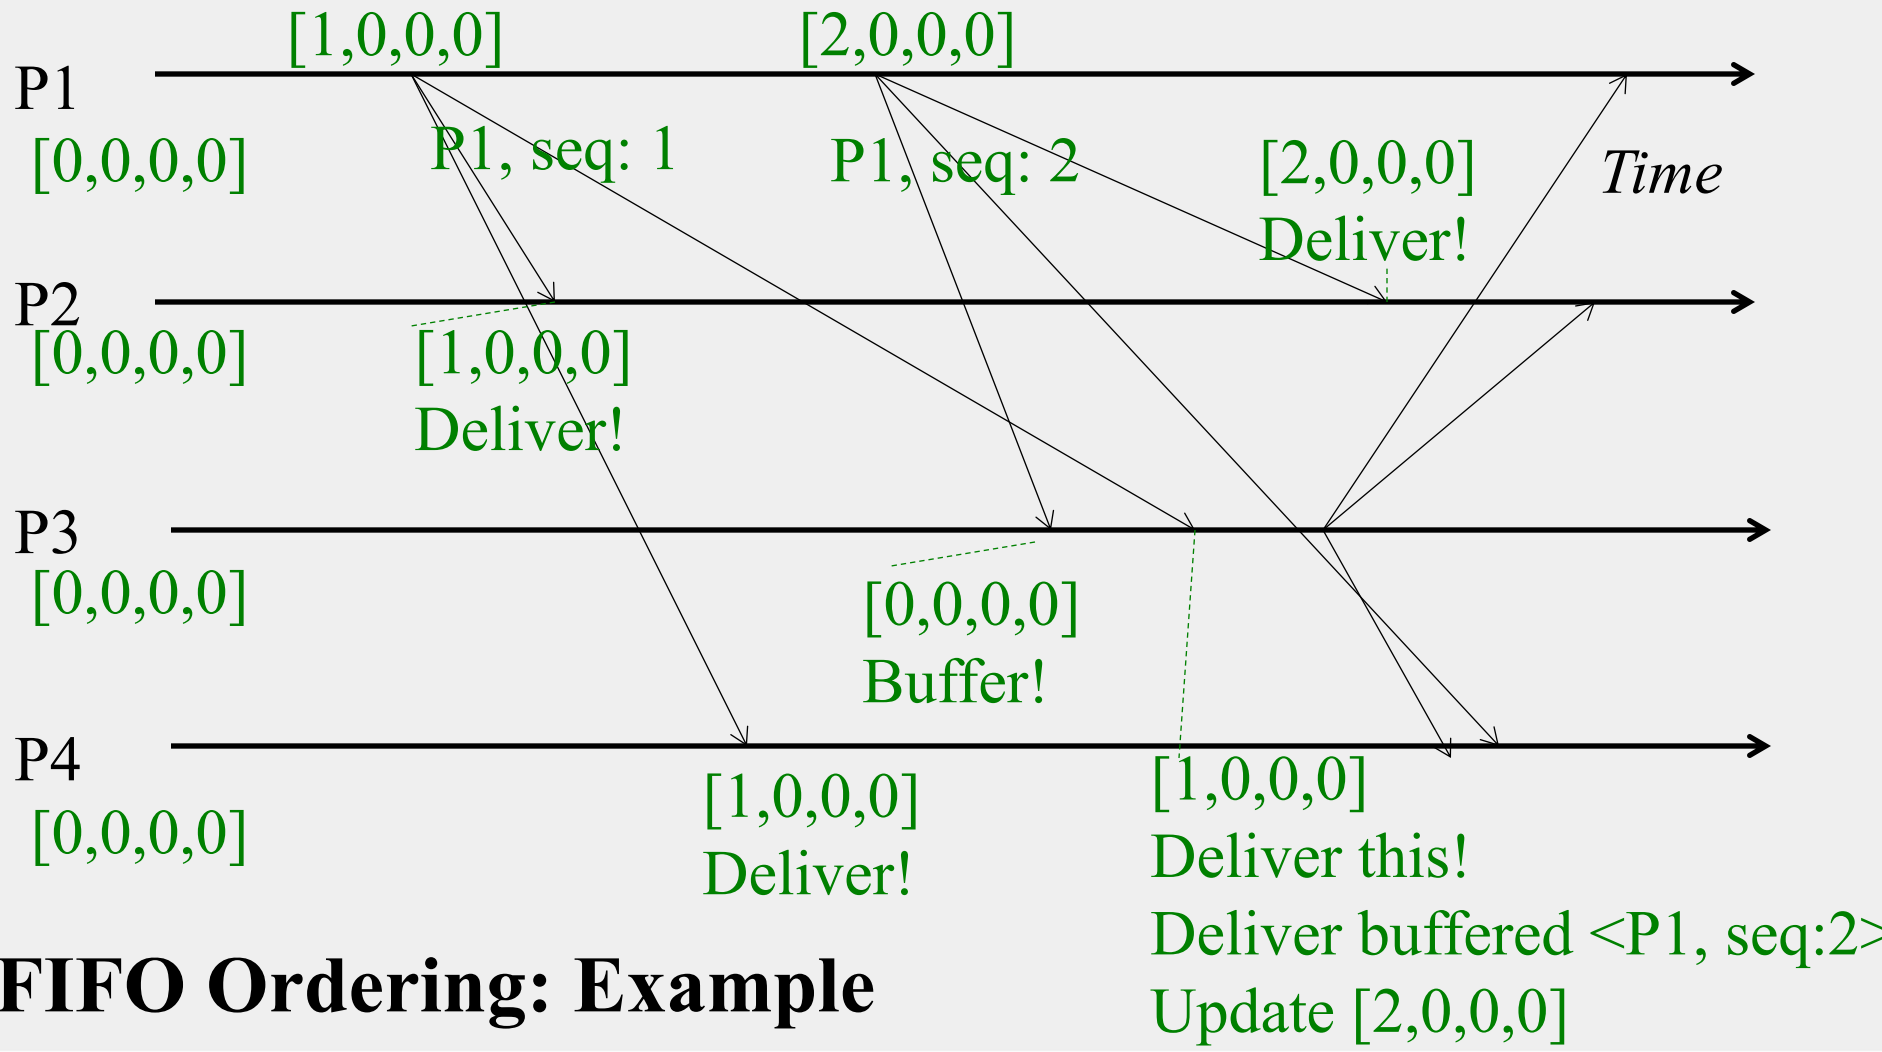 [1,0,0,0]
[2,0,0,0]
P1
P1, seq: 1
P1, seq: 2
[0,0,0,0]
[2,0,0,0]
Deliver!
Time
P2
[0,0,0,0]
[1,0,0,0]
Deliver!
P3
[0,0,0,0]
[0,0,0,0]
Buffer!
P4
[0,0,0,0]
[1,0,0,0]
Deliver!
[1,0,0,0]
Deliver this!
Deliver buffered <P1, seq:2>
Update [2,0,0,0]
FIFO Ordering: Example